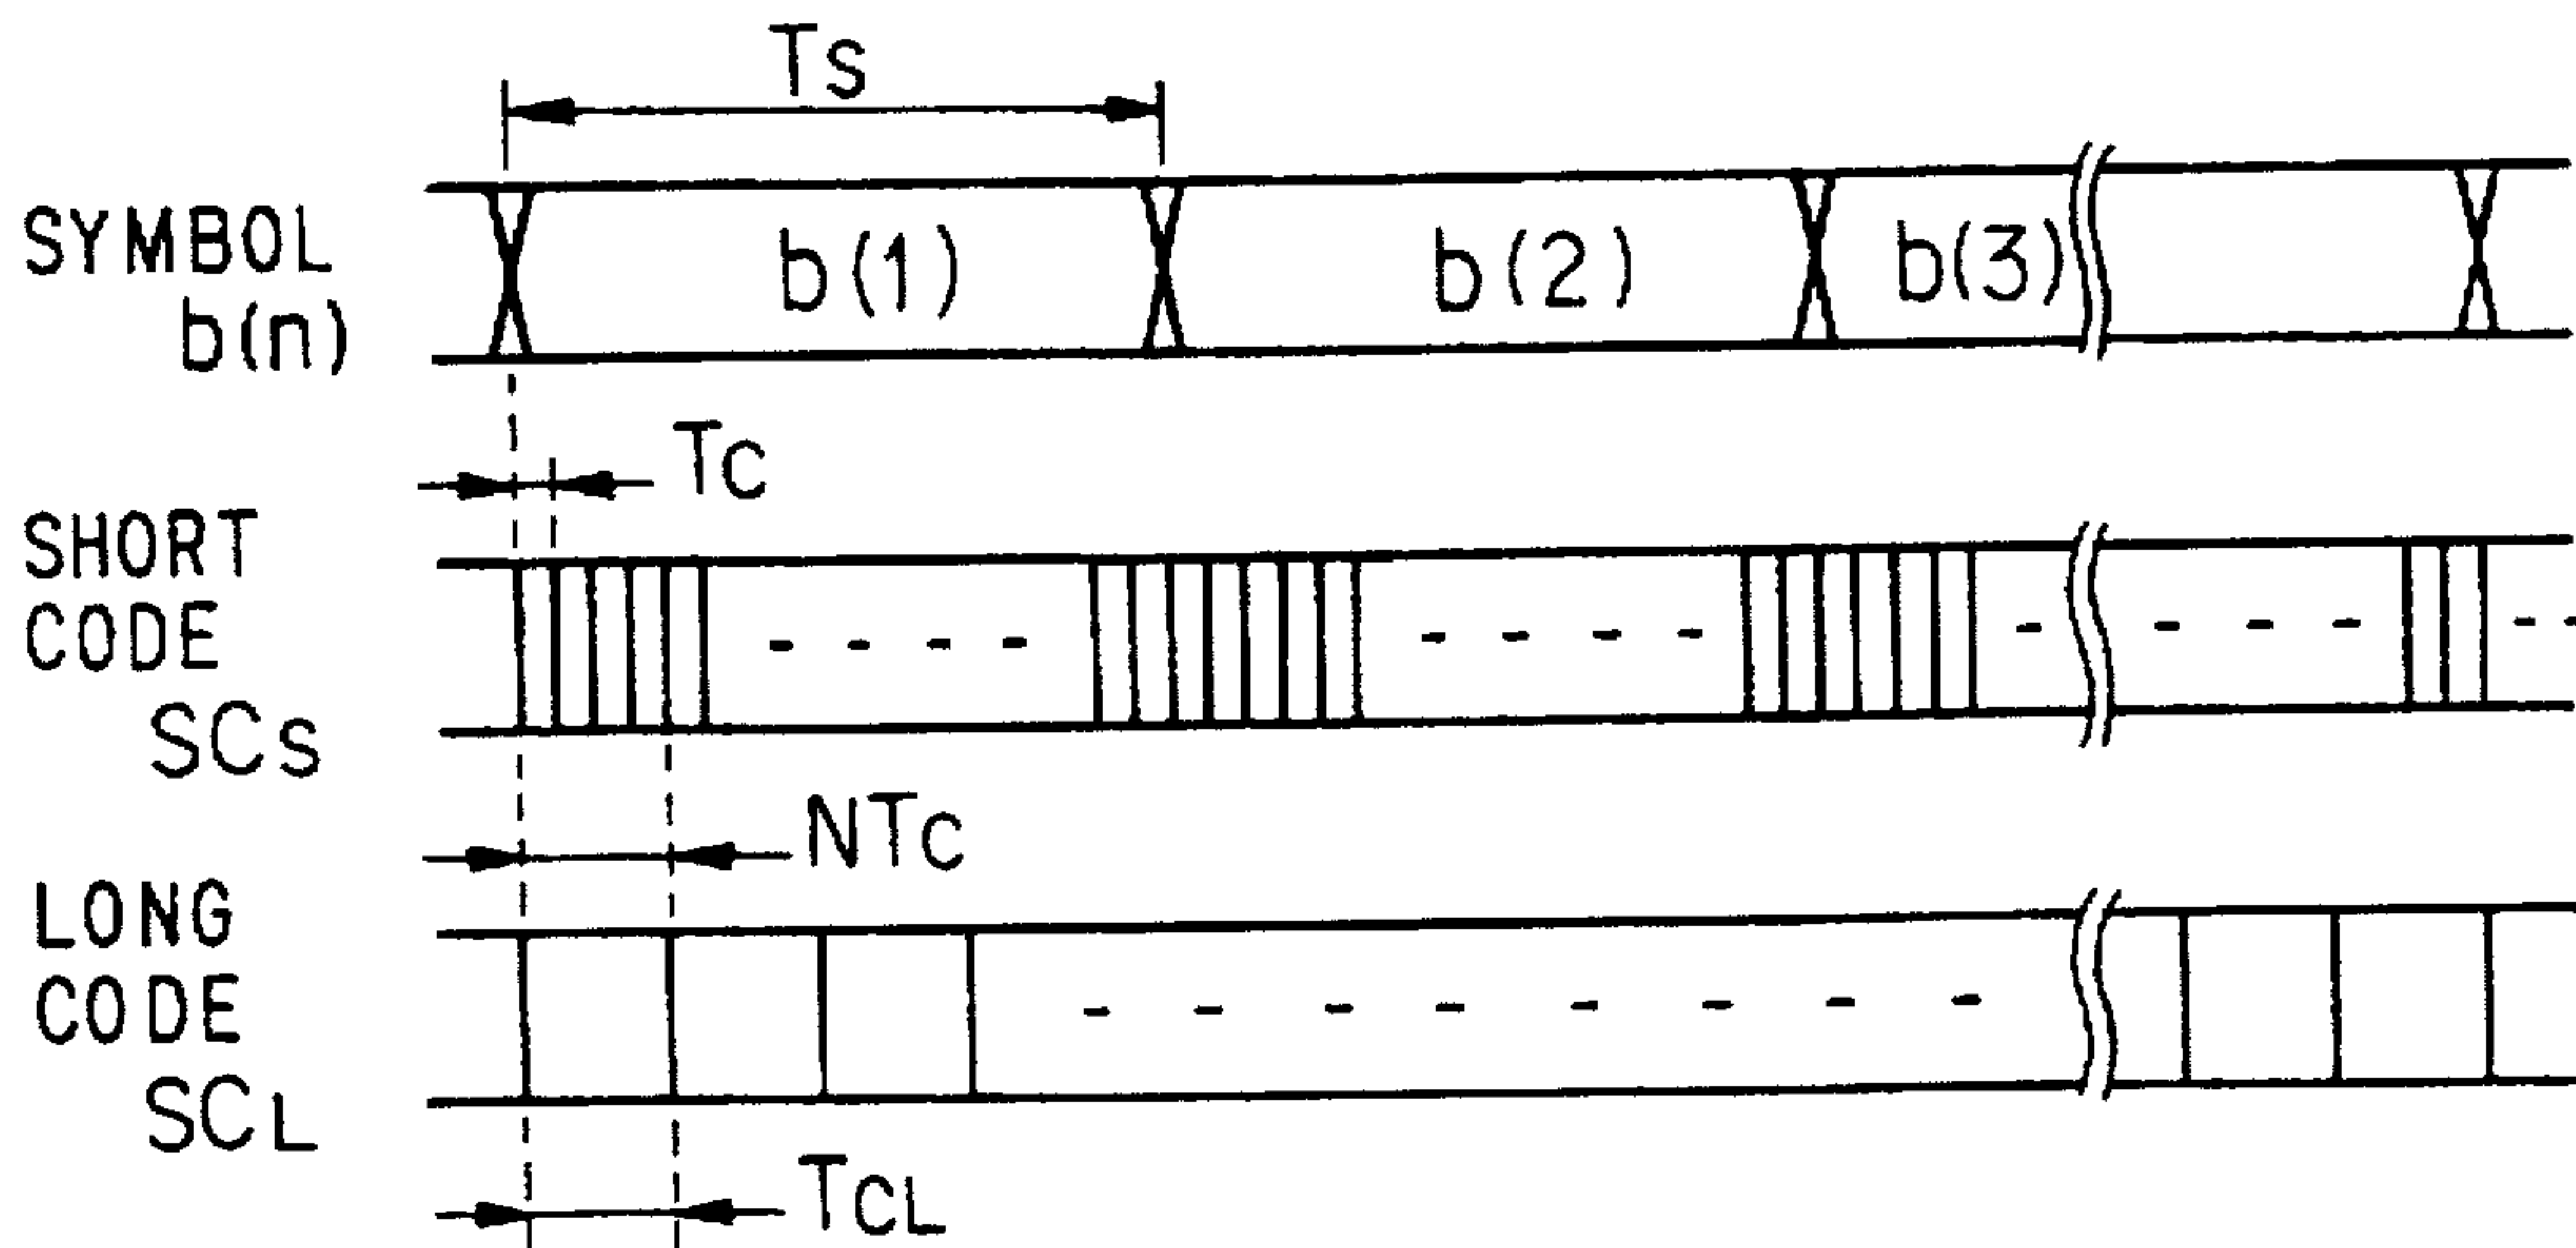 Ts
SYMBOL
b(n)
b(1) b(2) b(3)
Tc
SHORT
CODE
SCs
NTc
LONG
CODE
SCL
TCL